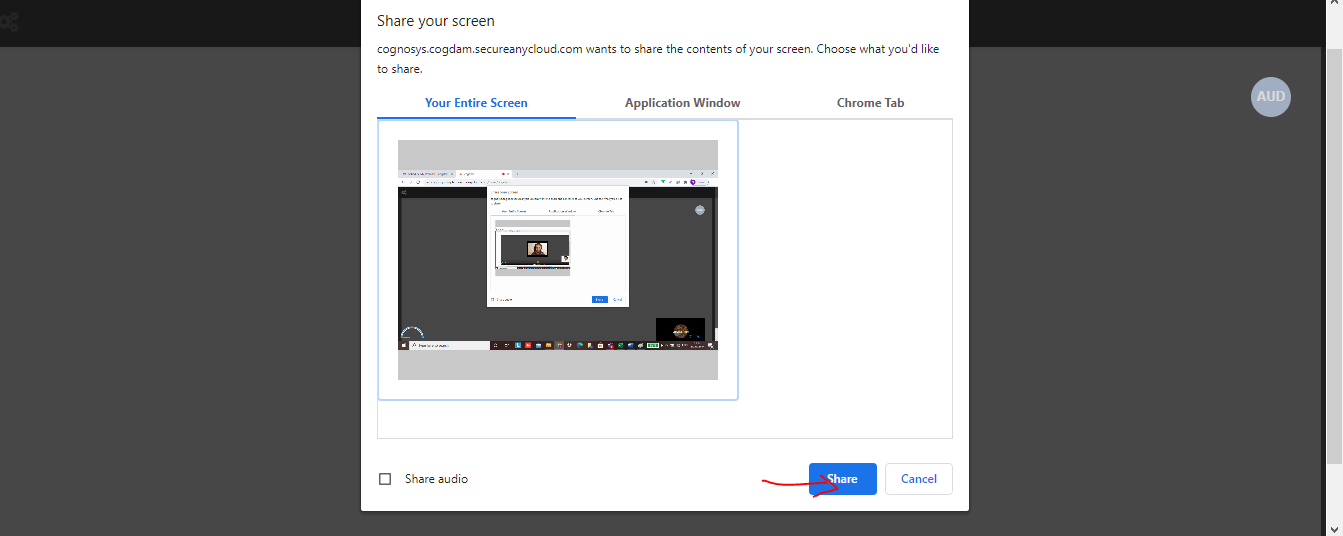 Share your screen
cognosys.cogdam.secureanycloud.com wants to share the contents of your screen. Choose what you'd like
to share.
Your Entire Screen
Application Window
Chrome Tab
AUD
Share audio
Share
Cancel